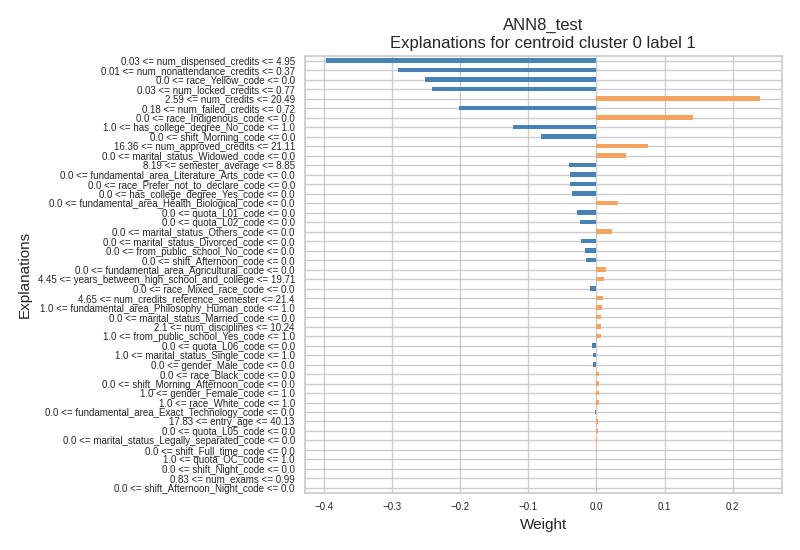 ANN8_test
Explanations for centroid cluster 0 label 1
0.03 <= num_dispensed_credits <= 4.95
0.01 <= num_nonattendance_credits <= 0.37
0.0 <= race_Yellow_code <= 0.0
0.03 <= num_locked_credits <= 0.77
2.59 <= num_credits <= 20.49
0.18 <= num_failed_credits <= 0.72
0.0 <= race_Indigenous_code <= 0.0
1.0 <= has_college_degree_No_code <= 1.0
0.0 <= shift_Morning_code <= 0.0
16.36 <= num_approved_credits <= 21.11
0.0 <= marital_status_Widowed_code <= 0.0
8.19 <= semester_average <= 8.85
0.0 <= fundamental_area_Literature_Arts_code <= 0.0
0.0 <= race_Prefer_not_to_declare_code <= 0.0
0.0 <= has_college_degree_Yes_code <= 0.0
0.0 <= fundamental_area_Health_Biological_code <= 0.0
0.0 <= quota_L01_code <= 0.0
0.0 <= quota_L02_code <= 0.0
0.0 <= marital_status_Others_code <= 0.0
0.0 <= marital_status_Divorced_code <= 0.0
0.0 <= from_public_school_No_code <= 0.0
0.0 <= shift_Afternoon_code <= 0.0
0.0 <= fundamental_area_Agricultural_code <= 0.0
4.45 <= years_between_high_school_and_college <= 19.71
0.0 <= race_Mixed_race_code <= 0.0
4.65 <= num_credits_reference_semester <= 21.4
1.0 <= fundamental_area_Philosophy_Human_code <= 1.0
0.0 <= marital_status_Married_code <= 0.0
2.1 <= num_disciplines <= 10.24
1.0 <= from_public_school_Yes_code <= 1.0
0.0 <= quota_L06_code <= 0.0
1.0 <= marital_status_Single_code <= 1.0
0.0 <= gender_Male_code <= 0.0
0.0 <= race_Black_code <= 0.0
0.0 <= shift_Morning_Afternoon_code <= 0.0
1.0 <= gender_Female_code <= 1.0
1.0 <= race_White_code <= 1.0
0.0 <= fundamental_area_Exact_Technology_code <= 0.0
17.83 <= entry_age <= 40.13
0.0 <= quota_L05_code <= 0.0
0.0 <= marital_status_Legally_separated_code <= 0.0
0.0 <= shift_Full_time_code <= 0.0
1.0 <= quota_OC_code <= 1.0
0.0 <= shift_Night_code <= 0.0
0.83 <= num_exams <= 0.99
0.0 <= shift_Afternoon_Night_code <= 0.0
Explanations
−0.4 −0.3 −0.2 −0.1 0.0 0.1 0.2
Weight